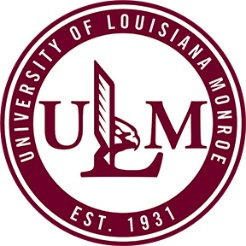 UNIVERSITY OF LOUISIANA MONROE
ULM
EST. 1931